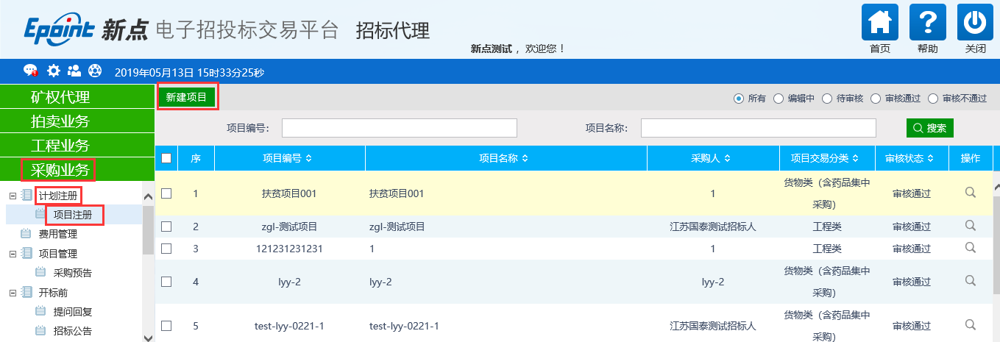 Epoint 新点 电子招投标交易平台 招标代理
新点测试 ，欢迎您！
首页 帮助 关闭
2019年05月13日 15时33分25秒
矿权代理
拍卖业务
工程业务
采购业务
计划注册
项目注册
费用管理
项目管理
采购预告
开标前
提问回复
招标公告
新建项目
所有 编辑中 待审核 审核通过 审核不通过
项目编号： 项目名称： 搜索
序 项目编号 项目名称 采购人 项目交易分类 审核状态 操作
1 扶贫项目001 扶贫项目001 1 货物类（含药品集中
采购） 审核通过
2 zgl-测试项目 zgl-测试项目 江苏国泰测试招标人 工程类 审核通过
3 121231231231 1 1 工程类 审核通过
4 lyy-2 lyy-2 lyy-2 货物类（含药品集中
采购） 审核通过
5 test-lyy-0221-1 test-lyy-0221-1 江苏国泰测试招标人 货物类（含药品集中
采购） 审核通过